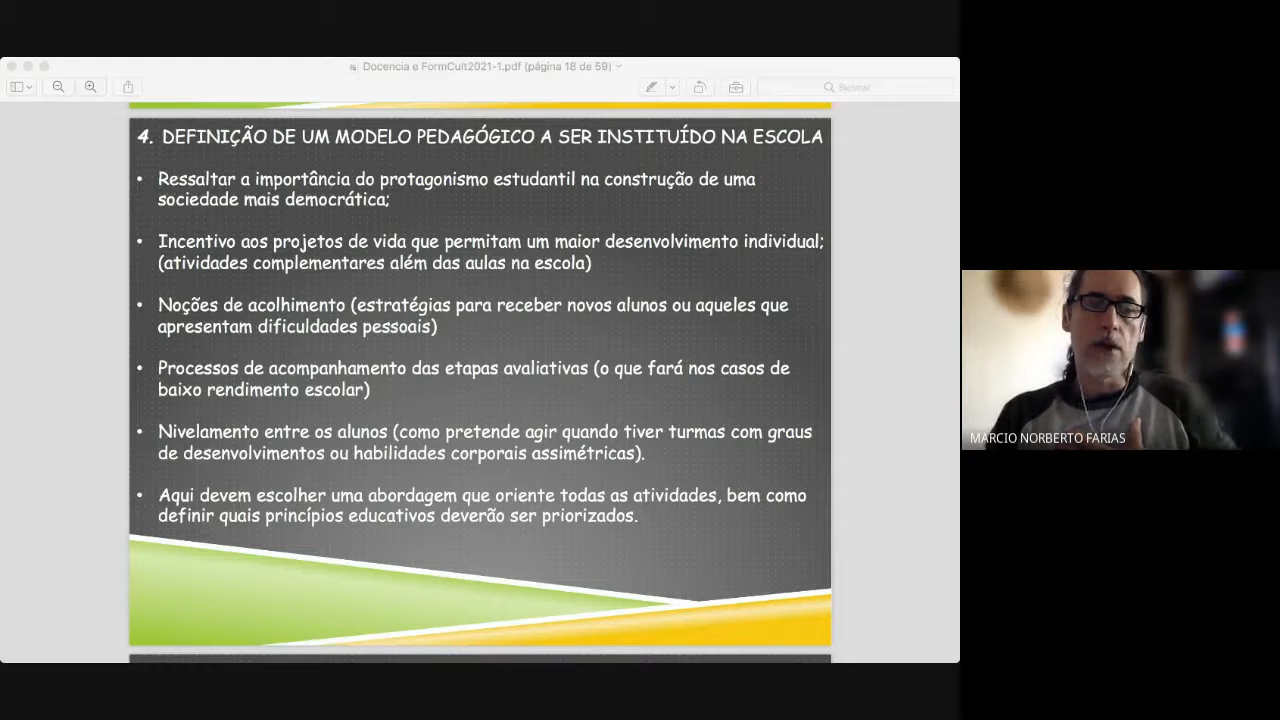 Docencia e FormCult2021-1.pdf (página 18 de 59)
Buscar
4. DEFINIÇÃO DE UM MODELO PEDAGÓGICO A SER INSTITUÍDO NA ESCOLA
• Ressaltar a importância do protagonismo estudantil na construção de uma
sociedade mais democrática;
• Incentivo aos projetos de vida que permitam um maior desenvolvimento individual;
(atividades complementares além das aulas na escola)
• Noções de acolhimento (estratégias para receber novos alunos ou aqueles que
apresentam dificuldades pessoais)
• Processos de acompanhamento das etapas avaliativas (o que fará nos casos de
baixo rendimento escolar)
• Nivelamento entre os alunos (como pretende agir quando tiver turmas com graus
de desenvolvimentos ou habilidades corporais assimétricas).
• Aqui devem escolher uma abordagem que oriente todas as atividades, bem como
definir quais princípios educativos deverão ser priorizados.
MARCIO NORBERTO FARIAS